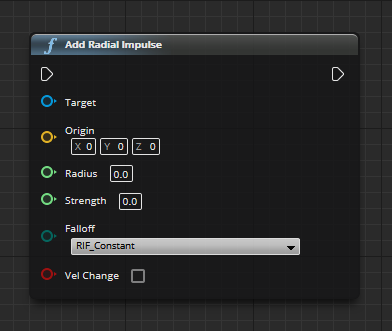 f Add Radial Impulse
Target
Origin
X 0 Y 0 Z 0
Radius 0.0
Strength 0.0
Falloff
RIF_Constant
Vel Change